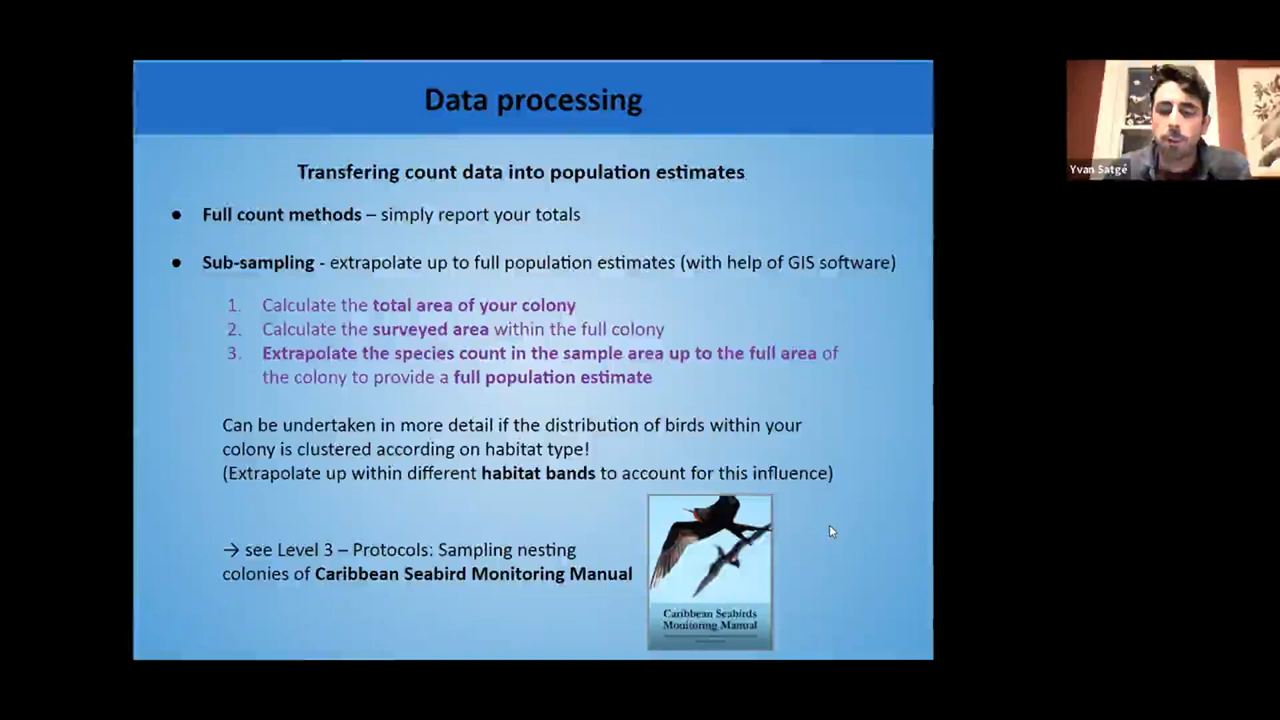 Data processing
Transfering count data into population estimates
● Full count methods – simply report your totals
● Sub-sampling - extrapolate up to full population estimates (with help of GIS software)
1. Calculate the total area of your colony
2. Calculate the surveyed area within the full colony
3. Extrapolate the species count in the sample area up to the full area of
the colony to provide a full population estimate
Can be undertaken in more detail if the distribution of birds within your
colony is clustered according on habitat type!
(Extrapolate up within different habitat bands to account for this influence)
→ see Level 3 – Protocols: Sampling nesting
colonies of Caribbean Seabird Monitoring Manual
Caribbean Seabirds
Monitoring Manual
Yvan Satgé